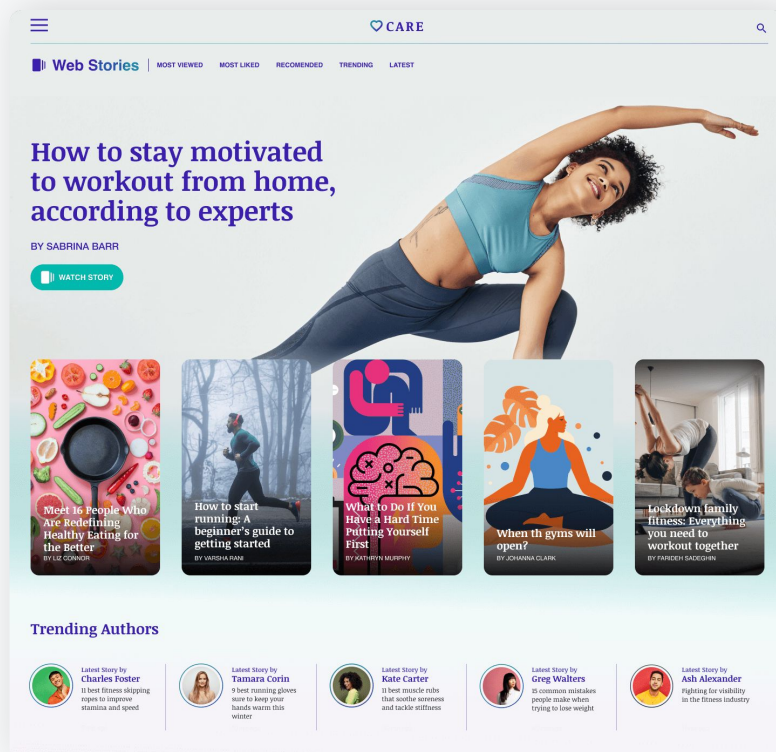 CARE
Web Stories
MOST VIEWED
MOST LIKED
RECOMENDED
TRENDING
LATEST
How to stay motivated
to workout from home,
according to experts
BY SABRINA BARR
WATCH STORY
Meet 16 People Who
Are Redefining
Healthy Eating for
the Better
BY LIZ CONNOR
How to start
running: A
beginner's guide to
getting started
BY VARSHA RANI
What to Do If You
Have a Hard Time
Putting Yourself
First
BY KATHRYN MURPHY
When th gyms will
open?
BY JOHANNA CLARK
Lockdown family
fitness: Everything
you need to
workout together
BY FARIDEH SADEGHIN
Trending Authors
Latest Story by
Charles Foster
11 best fitness skipping
ropes to improve
stamina and speed
Latest Story by
Tamara Corin
9 best running gloves
sure to keep your
hands warm this
winter
Latest Story by
Kate Carter
11 best muscle rubs
that soothe soreness
and tackle stiffness
Latest Story by
Greg Walters
15 common mistakes
people make when
trying to lose weight
Latest Story by
Ash Alexander
Fighting for visibility
in the fitness industry